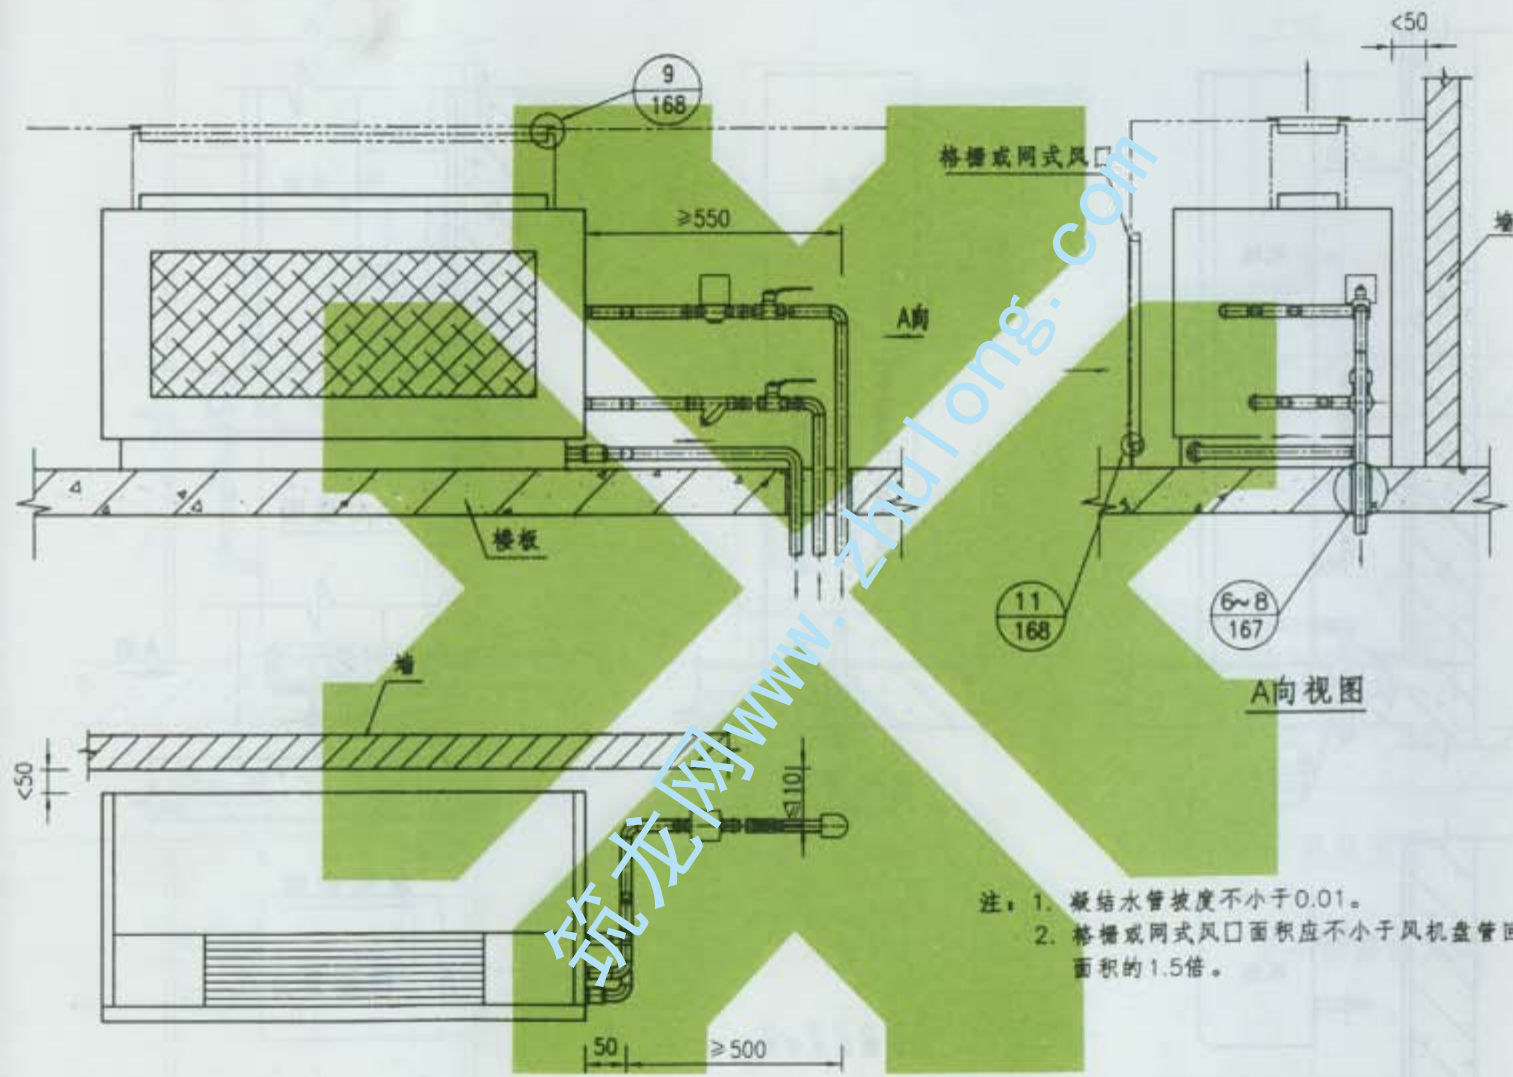 <50
9
168
格栅或网式风口
≥550
墙
A向
楼板
11
168
6~8
167
A向视图
墙
<50
≥110
注：1. 凝结水管披度不小于0.01。
2. 格栅或网式风口面积应不小于风机盘管回
面积的1.5倍。
50
≥500
筑龙网www.zhulong.com